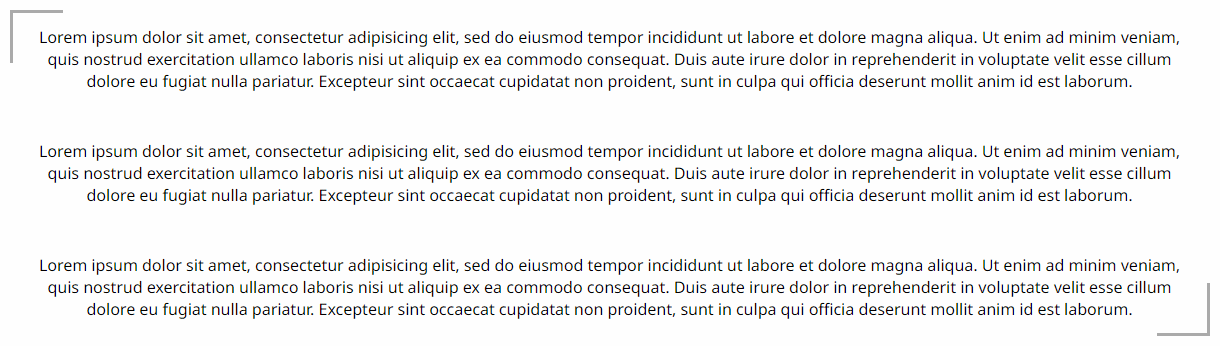 Lorem ipsum dolor sit amet, consectetur adipisicing elit, sed do eiusmod tempor incididunt ut labore et dolore magna aliqua. Ut enim ad minim veniam,
quis nostrud exercitation ullamco laboris nisi ut aliquip ex ea commodo consequat. Duis aute irure dolor in reprehenderit in voluptate velit esse cillum
dolore eu fugiat nulla pariatur. Excepteur sint occaecat cupidatat non proident, sunt in culpa qui officia deserunt mollit anim id est laborum.
Lorem ipsum dolor sit amet, consectetur adipisicing elit, sed do eiusmod tempor incididunt ut labore et dolore magna aliqua. Ut enim ad minim veniam,
quis nostrud exercitation ullamco laboris nisi ut aliquip ex ea commodo consequat. Duis aute irure dolor in reprehenderit in voluptate velit esse cillum
dolore eu fugiat nulla pariatur. Excepteur sint occaecat cupidatat non proident, sunt in culpa qui officia deserunt mollit anim id est laborum.
Lorem ipsum dolor sit amet, consectetur adipisicing elit, sed do eiusmod tempor incididunt ut labore et dolore magna aliqua. Ut enim ad minim veniam,
quis nostrud exercitation ullamco laboris nisi ut aliquip ex ea commodo consequat. Duis aute irure dolor in reprehenderit in voluptate velit esse cillum
dolore eu fugiat nulla pariatur. Excepteur sint occaecat cupidatat non proident, sunt in culpa qui officia deserunt mollit anim id est laborum.